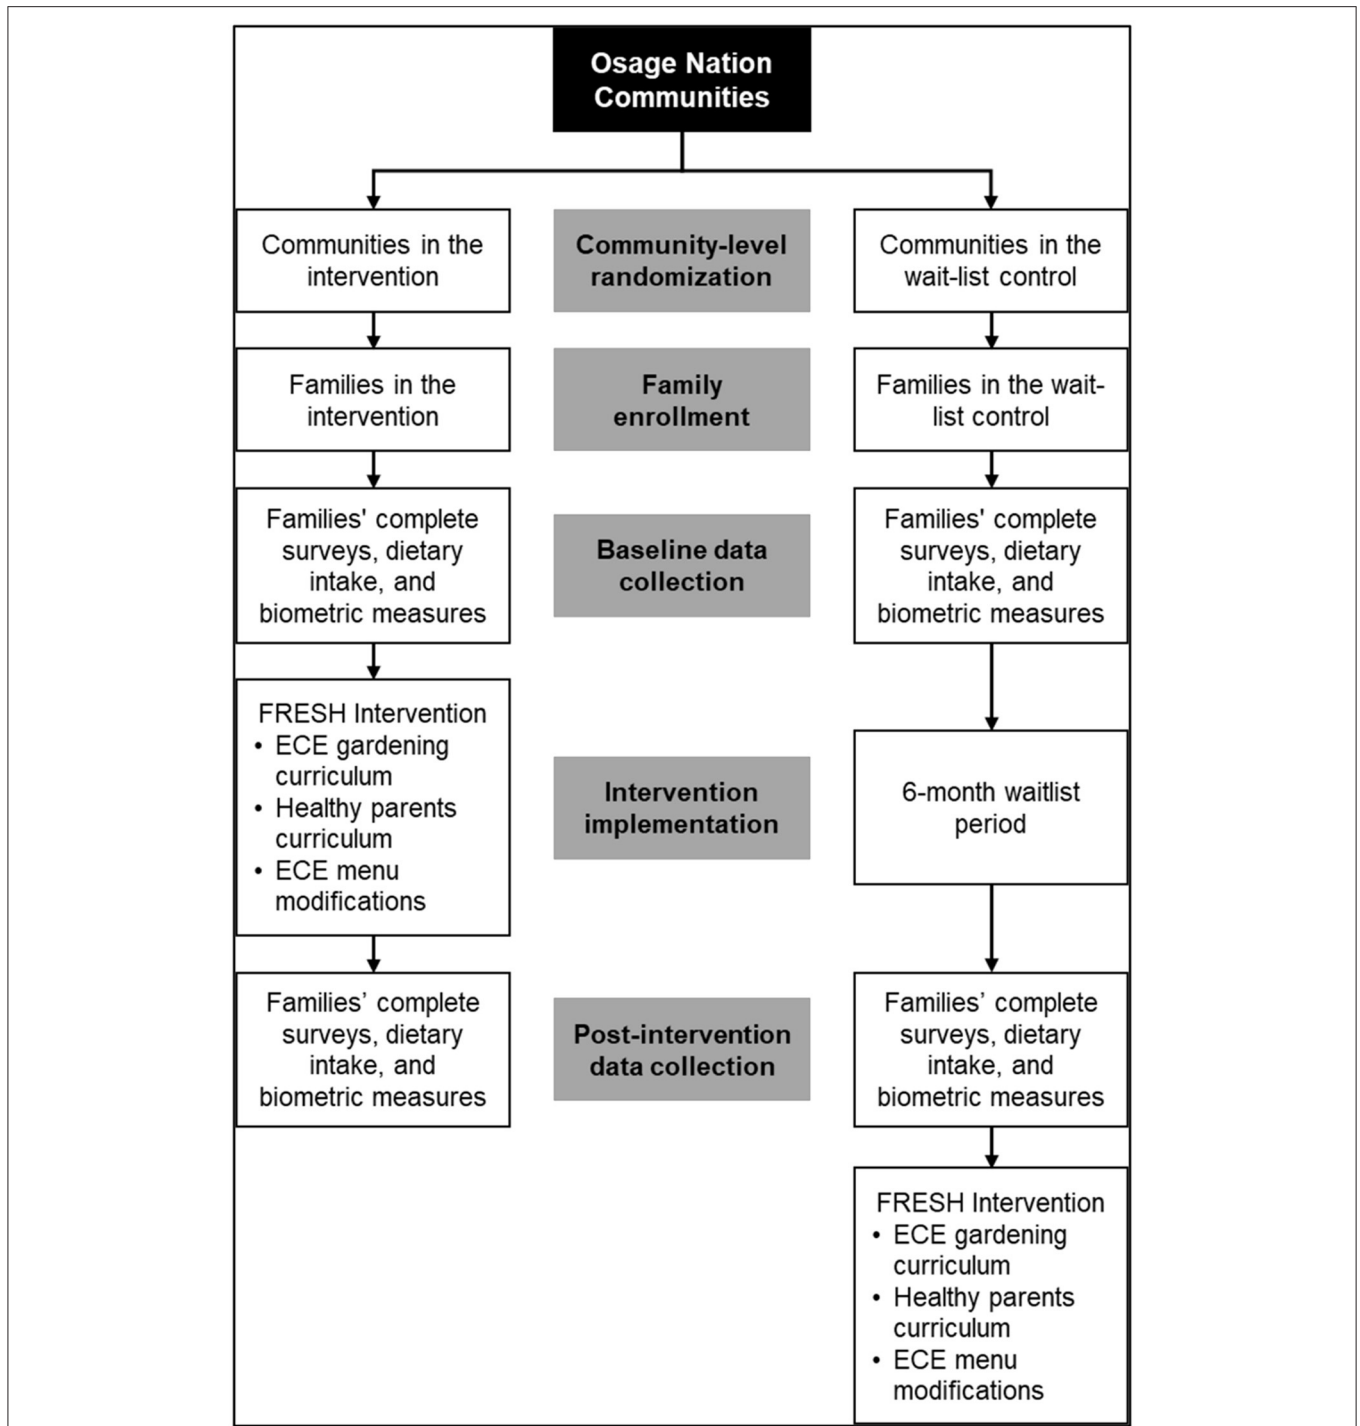 Osage Nation
Communities
Communities in the
intervention
Community-level
randomization
Communities in the
wait-list control
Families in the
intervention
Family
enrollment
Families in the wait-
list control
Families' complete
surveys, dietary
intake, and
biometric measures
Baseline data
collection
Families' complete
surveys, dietary
intake, and
biometric measures
FRESH Intervention
• ECE gardening
curriculum
• Healthy parents
curriculum
• ECE menu
modifications
Intervention
implementation
6-month waitlist
period
Families’ complete
surveys, dietary
intake, and
biometric measures
Post-intervention
data collection
Families’ complete
surveys, dietary
intake, and
biometric measures
FRESH Intervention
• ECE gardening
curriculum
• Healthy parents
curriculum
• ECE menu
modifications